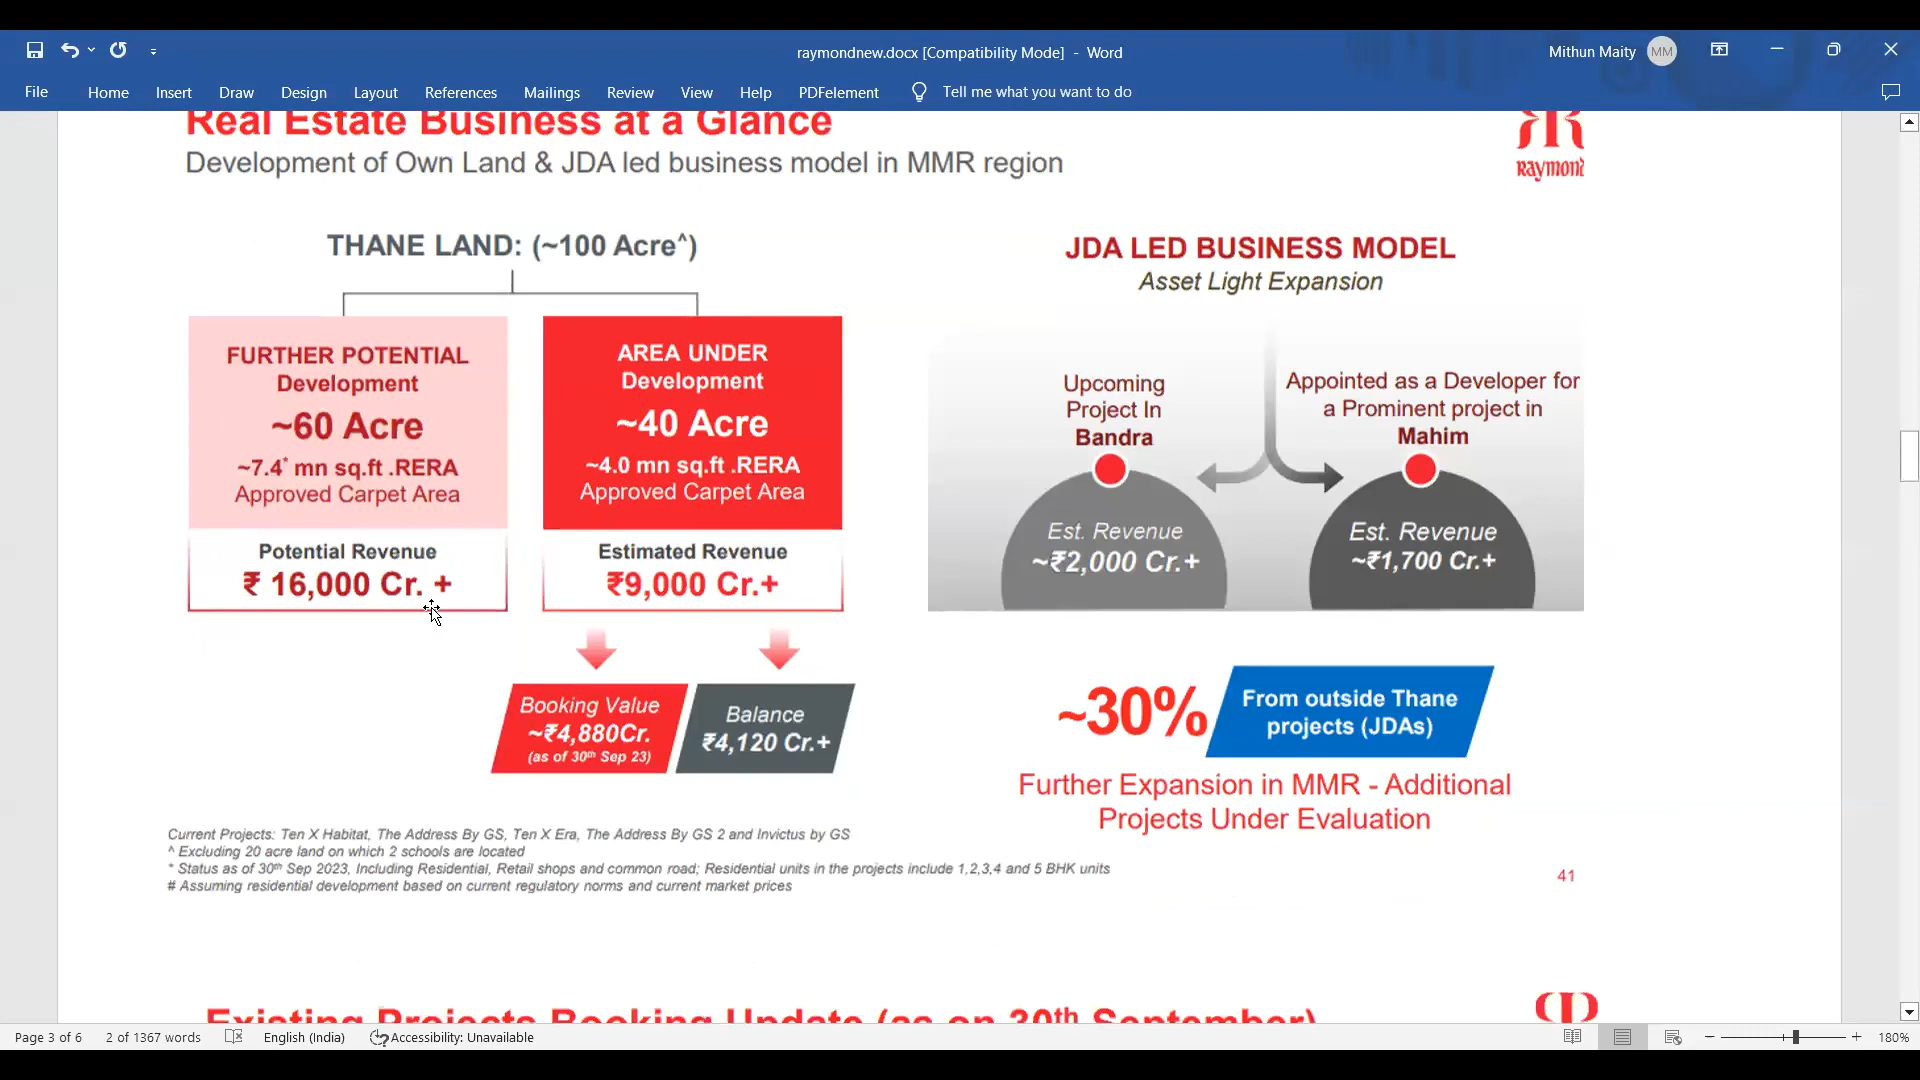 raymondnew.docx [Compatibility Mode] - Word
Mithun Maity MM
File Home Insert Draw Design Layout References Mailings Review View Help PDFelement Tell me what you want to do
Real Estate Business at a Glance
Development of Own Land & JDA led business model in MMR region
Raymond
THANE LAND: (~100 Acre^)
FURTHER POTENTIAL
Development
~60 Acre
~7.4* mn sq.ft .RERA
Approved Carpet Area
Potential Revenue
₹ 16,000 Cr. +
AREA UNDER
Development
~40 Acre
~4.0 mn sq.ft .RERA
Approved Carpet Area
Estimated Revenue
₹9,000 Cr.+
Booking Value
~₹4,880Cr.
(as of 30th Sep 23)
Balance
₹4,120 Cr.+
JDA LED BUSINESS MODEL
Asset Light Expansion
Upcoming
Project In
Bandra
Est. Revenue
~₹2,000 Cr.+
Appointed as a Developer for
a Prominent project in
Mahim
Est. Revenue
~₹1,700 Cr.+
~30%
From outside Thane
projects (JDAs)
Further Expansion in MMR - Additional
Projects Under Evaluation
Current Projects: Ten X Habitat, The Address By GS, Ten X Era, The Address By GS 2 and Invictus by GS
^ Excluding 20 acre land on which 2 schools are located
* Status as of 30th Sep 2023, Including Residential, Retail shops and common road; Residential units in the projects include 1,2,3,4 and 5 BHK units
# Assuming residential development based on current regulatory norms and current market prices
41
Existing Projects Booking Update (as on 30th September)
Page 3 of 6 2 of 1367 words English (India) Accessibility: Unavailable 180%